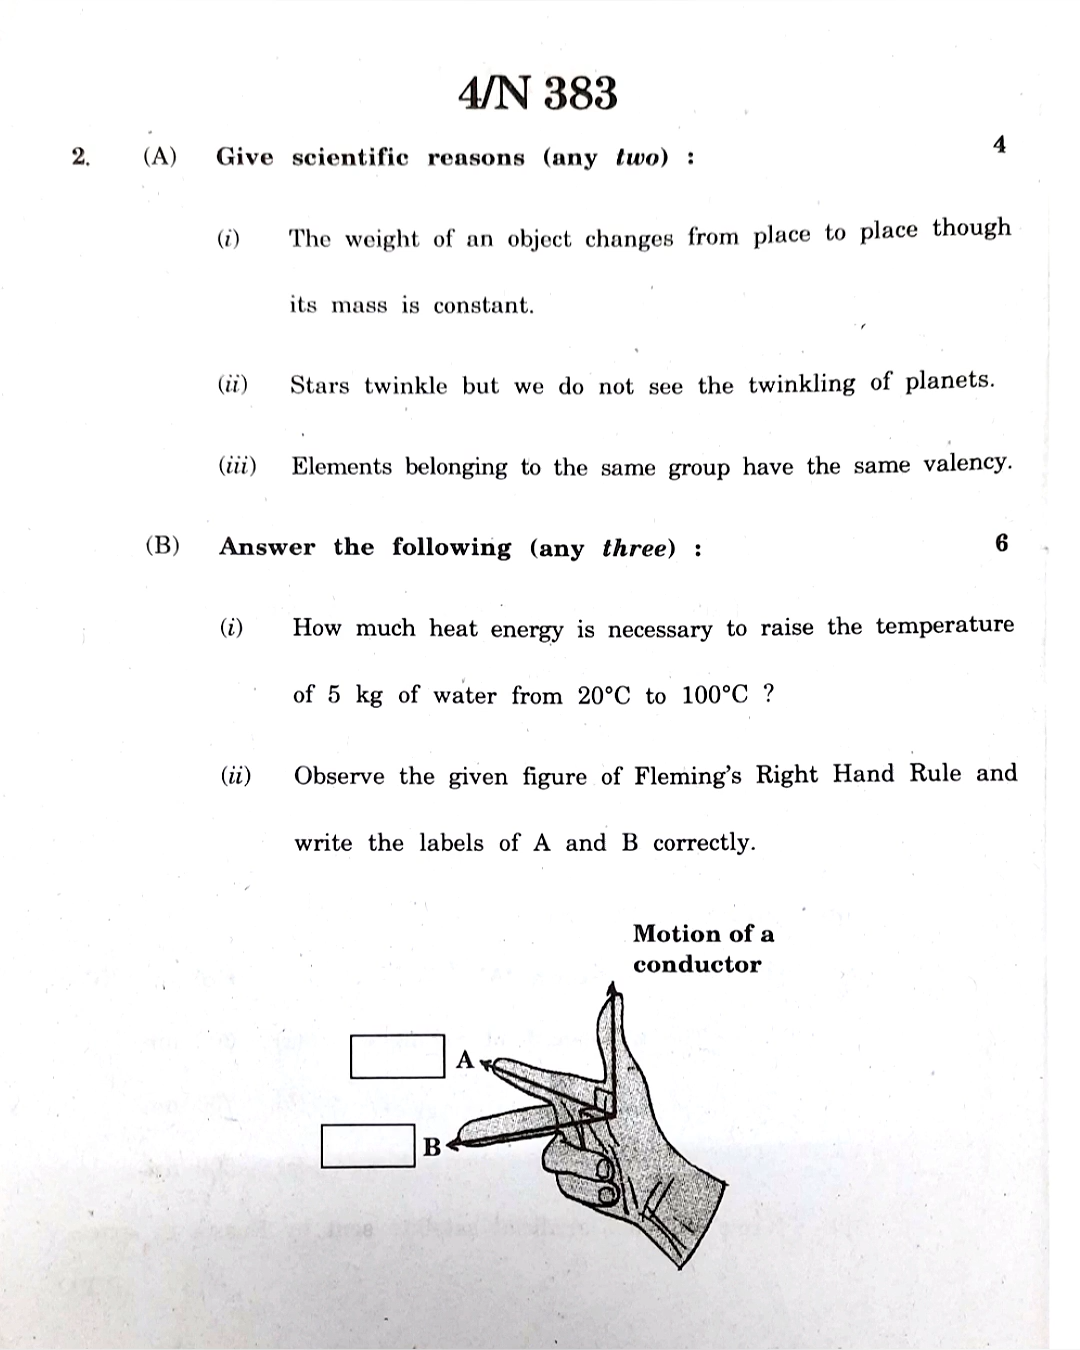 4/N 383
2. (A) Give scientific reasons (any two) : 4
(i) The weight of an object changes from place to place though
its mass is constant.
(ii) Stars twinkle but we do not see the twinkling of planets.
(iii) Elements belonging to the same group have the same valency.
(B) Answer the following (any three) : 6
(i) How much heat energy is necessary to raise the temperature
of 5 kg of water from 20°C to 100°C ?
(ii) Observe the given figure of Fleming's Right Hand Rule and
write the labels of A and B correctly.
Motion of a
conductor
A
B